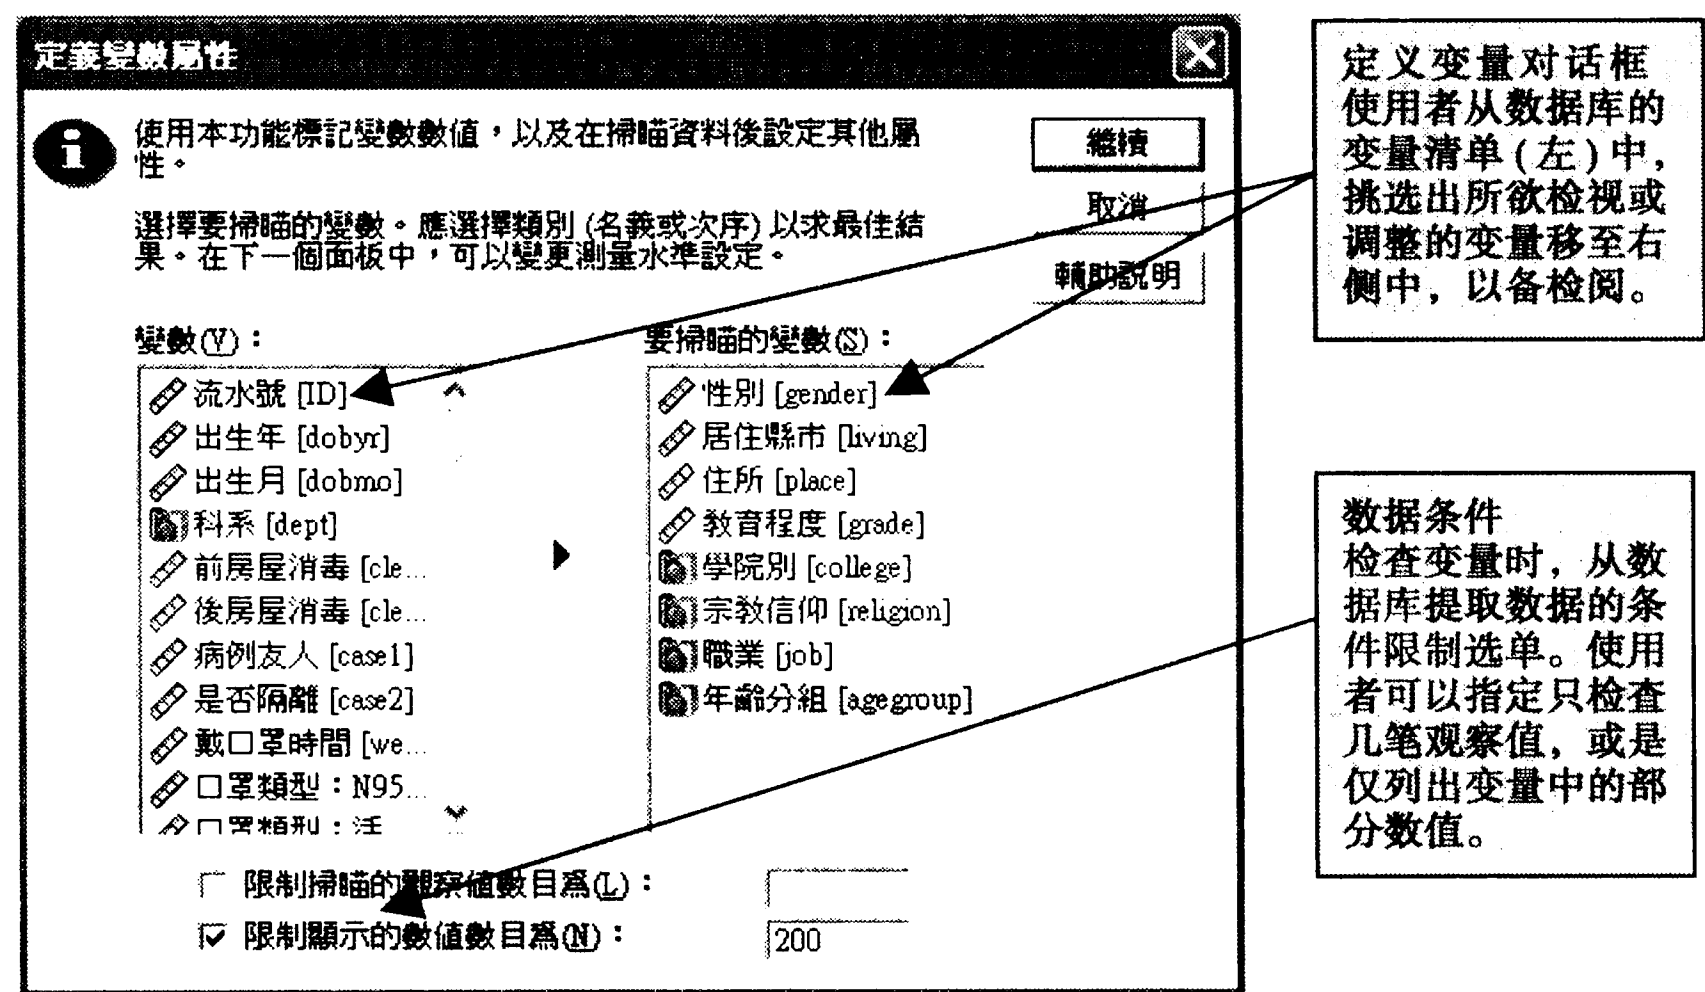 定義變數屬性
使用本功能標記變數數值，以及在掃瞄資料後設定其他屬
性。
選擇要掃瞄的變數。應選擇類別 (名義或次序) 以求最佳結
果。在下一個面板中，可以變更測量水準設定。
繼續
取消
輔助說明
變數(V)：
流水號 [ID]
出生年 [dobyr]
出生月 [dobmo]
科系 [dept]
前房屋消毒 [cle...
後房屋消毒 [cle...
病例友人 [case1]
是否隔離 [case2]
戴口罩時間 [we...
口罩類型：N95...
口罩類型：活
要掃瞄的變數(S)：
性別 [gender]
居住縣市 [living]
住所 [place]
教育程度 [grade]
學院別 [college]
宗教信仰 [religion]
職業 [job]
年齡分組 [agegroup]
限制掃瞄的觀察值數目為(L)：
限制顯示的數值數目為(N)：
200
定义变量对话框
使用者从数据库的
变量清单(左)中，
挑选出所欲检视或
调整的变量移至右
侧中，以备检阅。
数据条件
检查变量时，从数
据库提取数据的条
件限制选单。使用
者可以指定只检查
几笔观察值，或是
仅列出变量中的部
分数值。